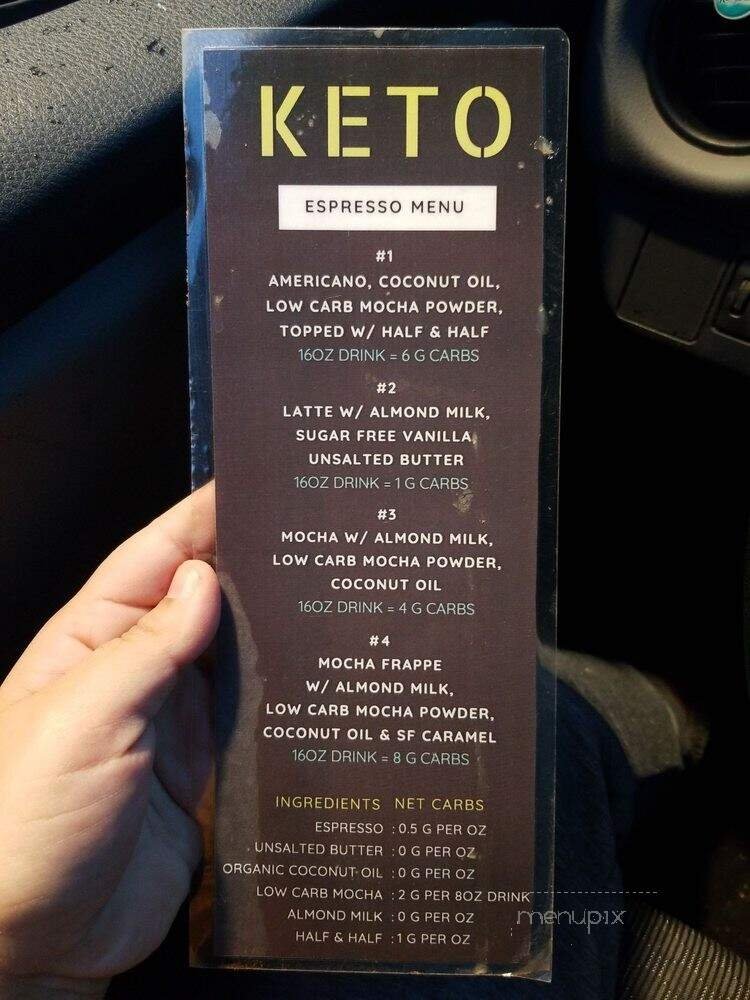 KETO
ESPRESSO MENU
#1
AMERICANO, COCONUT OIL,
LOW CARB MOCHA POWDER,
TOPPED W/ HALF & HALF
16OZ DRINK = 6 G CARBS
#2
LATTE W/ ALMOND MILK,
SUGAR FREE VANILLA,
UNSALTED BUTTER
16OZ DRINK = 1 G CARBS
#3
MOCHA W/ ALMOND MILK,
LOW CARB MOCHA POWDER,
COCONUT OIL
16OZ DRINK = 4 G CARBS
#4
MOCHA FRAPPE
W/ ALMOND MILK,
LOW CARB MOCHA POWDER,
COCONUT OIL & SF CARAMEL
16OZ DRINK = 8 G CARBS
INGREDIENTS NET CARBS
ESPRESSO : 0.5 G PER OZ
UNSALTED BUTTER : 0 G PER OZ
ORGANIC COCONUT OIL : 0 G PER OZ
LOW CARB MOCHA : 2 G PER 8OZ DRINK
ALMOND MILK : 0 G PER OZ
HALF & HALF : 1 G PER OZ
menupix